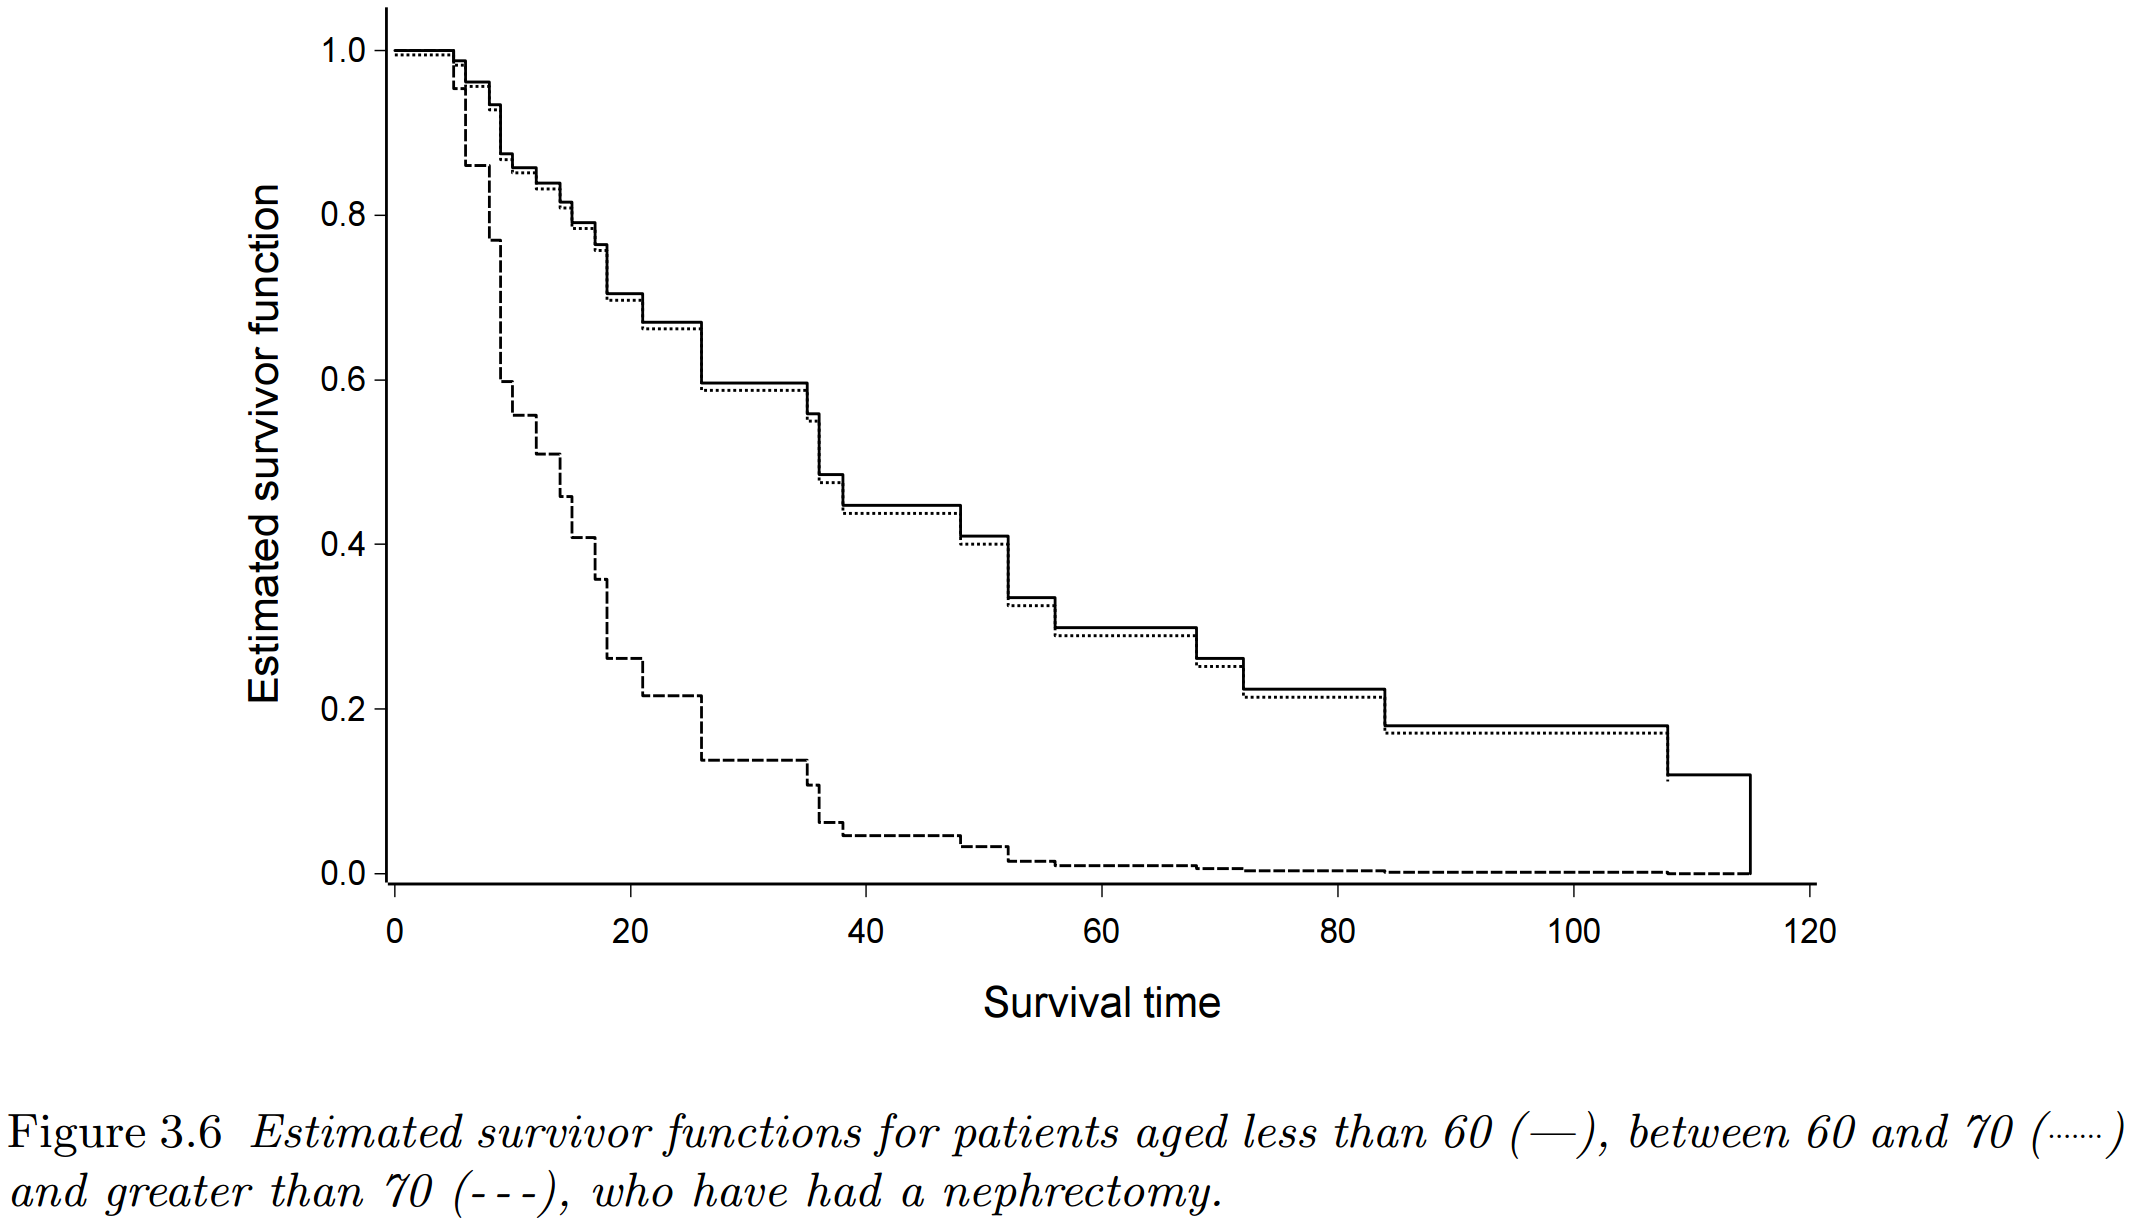 1.0
0.8
0.6
0.4
0.2
0.0
Estimated survivor function
0 20 40 60 80 100 120
Survival time
Figure 3.6 Estimated survivor functions for patients aged less than 60 (—), between 60 and 70 (·······)
and greater than 70 (- - -), who have had a nephrectomy.